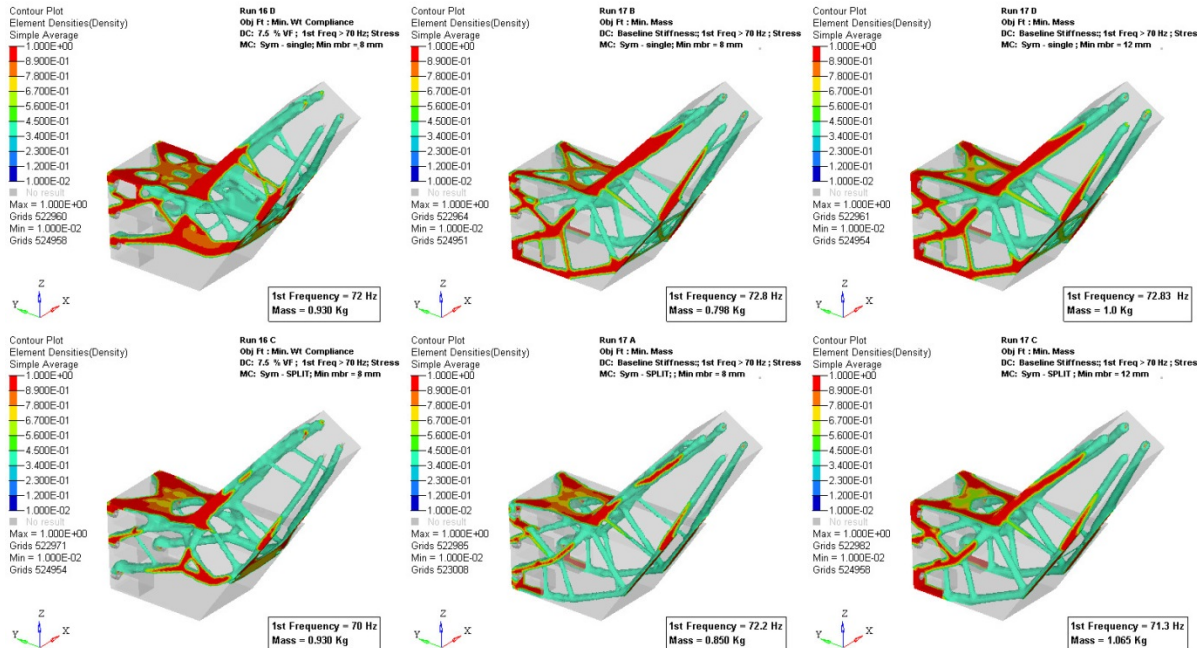 Contour Plot
Element Densities(Density)
Simple Average
1.000E+00
8.900E-01
7.800E-01
6.700E-01
5.600E-01
4.500E-01
3.400E-01
2.300E-01
1.200E-01
1.000E-02
No result
Max = 1.000E+00
Grids 522960
Min = 1.000E-02
Grids 524958
Z
Y
X
Run 16 D
Obj Ft : Min. Wt Compliance
DC: 7.5 % VF ; 1st Freq > 70 Hz; Stress
MC: Sym - single; Min mbr = 8 mm
1st Frequency = 72 Hz
Mass = 0.930 Kg
Contour Plot
Element Densities(Density)
Simple Average
1.000E+00
8.900E-01
7.800E-01
6.700E-01
5.600E-01
4.500E-01
3.400E-01
2.300E-01
1.200E-01
1.000E-02
No result
Max = 1.000E+00
Grids 522964
Min = 1.000E-02
Grids 524951
Z
Y
X
Run 17 B
Obj Ft : Min. Mass
DC: Baseline Stiffness;; 1st Freq > 70 Hz ; Stress
MC: Sym - single; Min mbr = 8 mm
1st Frequency = 72.8 Hz
Mass = 0.798 Kg
Contour Plot
Element Densities(Density)
Simple Average
1.000E+00
8.900E-01
7.800E-01
6.700E-01
5.600E-01
4.500E-01
3.400E-01
2.300E-01
1.200E-01
1.000E-02
No result
Max = 1.000E+00
Grids 522961
Min = 1.000E-02
Grids 524954
Z
Y
X
Run 17 D
Obj Ft : Min. Mass
DC: Baseline Stiffness;; 1st Freq > 70 Hz ; Stress
MC: Sym - single ; Min mbr = 12 mm
1st Frequency = 72.83 Hz
Mass = 1.0 Kg
Contour Plot
Element Densities(Density)
Simple Average
1.000E+00
8.900E-01
7.800E-01
6.700E-01
5.600E-01
4.500E-01
3.400E-01
2.300E-01
1.200E-01
1.000E-02
No result
Max = 1.000E+00
Grids 522971
Min = 1.000E-02
Grids 524954
Z
Y
X
Run 16 C
Obj Ft : Min. Wt Compliance
DC: 7.5 % VF ; 1st Freq > 70 Hz; Stress
MC: Sym - SPLIT; Min mbr = 8 mm
1st Frequency = 70 Hz
Mass = 0.930 Kg
Contour Plot
Element Densities(Density)
Simple Average
1.000E+00
8.900E-01
7.800E-01
6.700E-01
5.600E-01
4.500E-01
3.400E-01
2.300E-01
1.200E-01
1.000E-02
No result
Max = 1.000E+00
Grids 522985
Min = 1.000E-02
Grids 523008
Z
Y
X
Run 17 A
Obj Ft : Min. Mass
DC: Baseline Stiffness;; 1st Freq > 70 Hz ; Stress
MC: Sym - SPLIT; ; Min mbr = 8 mm
1st Frequency = 72.2 Hz
Mass = 0.850 Kg
Contour Plot
Element Densities(Density)
Simple Average
1.000E+00
8.900E-01
7.800E-01
6.700E-01
5.600E-01
4.500E-01
3.400E-01
2.300E-01
1.200E-01
1.000E-02
No result
Max = 1.000E+00
Grids 522982
Min = 1.000E-02
Grids 524958
Z
Y
X
Run 17 C
Obj Ft : Min. Mass
DC: Baseline Stiffness;; 1st Freq > 70 Hz ; Stress
MC: Sym - SPLIT ; Min mbr = 12 mm
1st Frequency = 71.3 Hz
Mass = 1.065 Kg